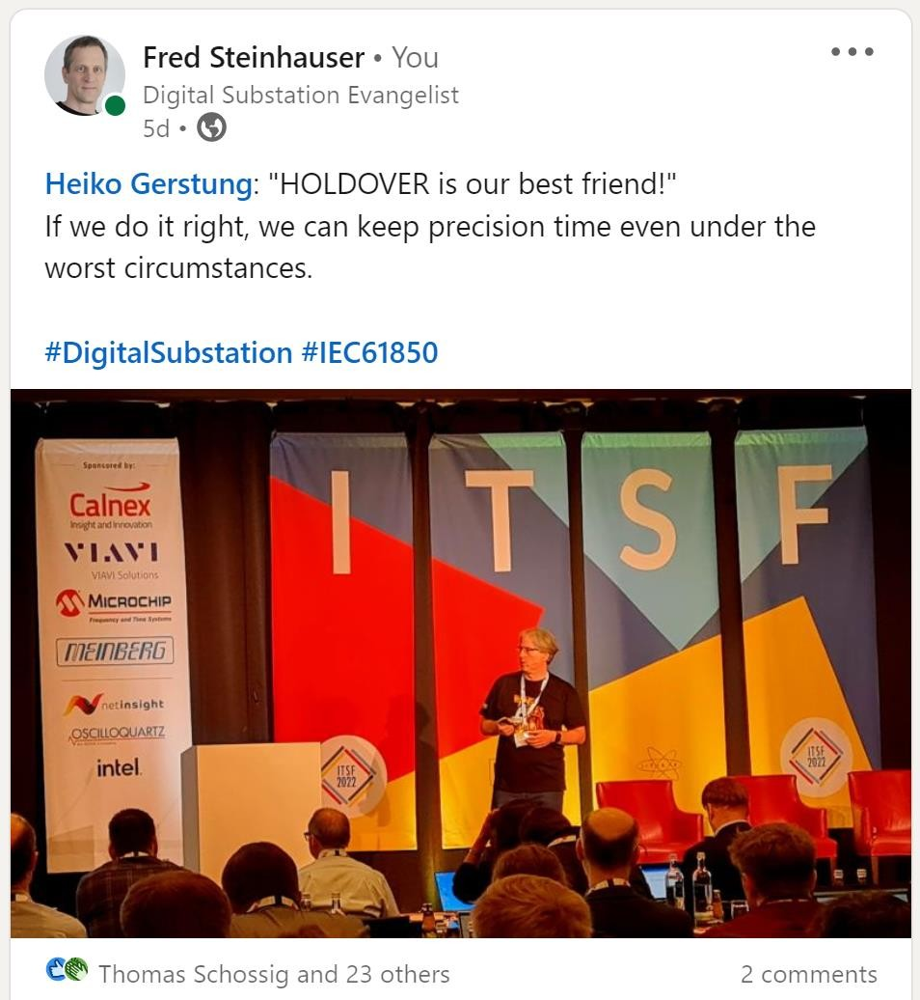 Fred Steinhauser • You
Digital Substation Evangelist
5d •
Heiko Gerstung: "HOLDOVER is our best friend!"
If we do it right, we can keep precision time even under the
worst circumstances.
#DigitalSubstation #IEC61850
Sponsored by:
Calnex
Insight and Innovation
VIAVI
VIAVI Solutions
MICROCHIP
Frequency and Time Systems
MEINBERG
netinsight
OSCILLOQUARTZ
intel.
I T S F
ITSF
2022
ITSF
2022
Thomas Schossig and 23 others
2 comments